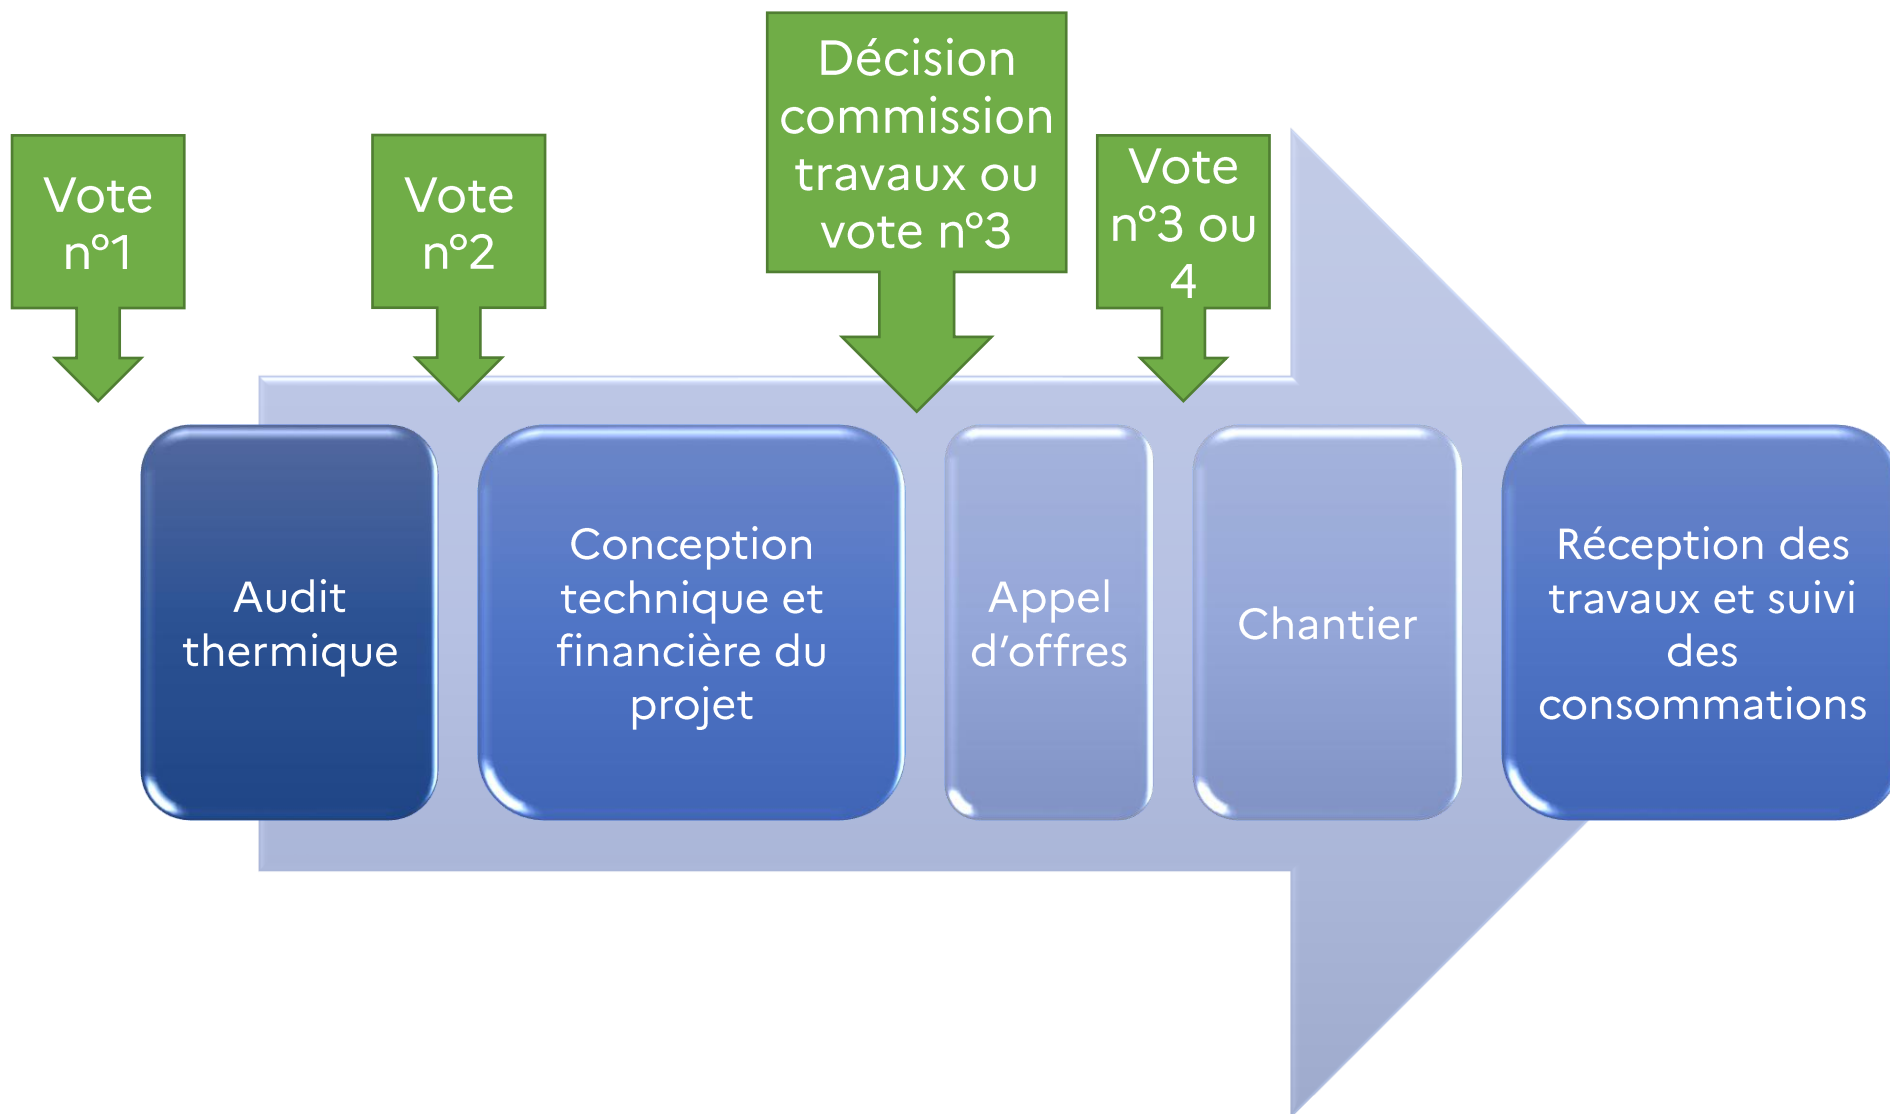 Vote
n°1
Vote
n°2
Décision
commission
travaux ou
vote n°3
Vote
n°3 ou
4
Audit
thermique
Conception
technique et
financière du
projet
Appel
d’offres
Chantier
Réception des
travaux et suivi
des
consommations